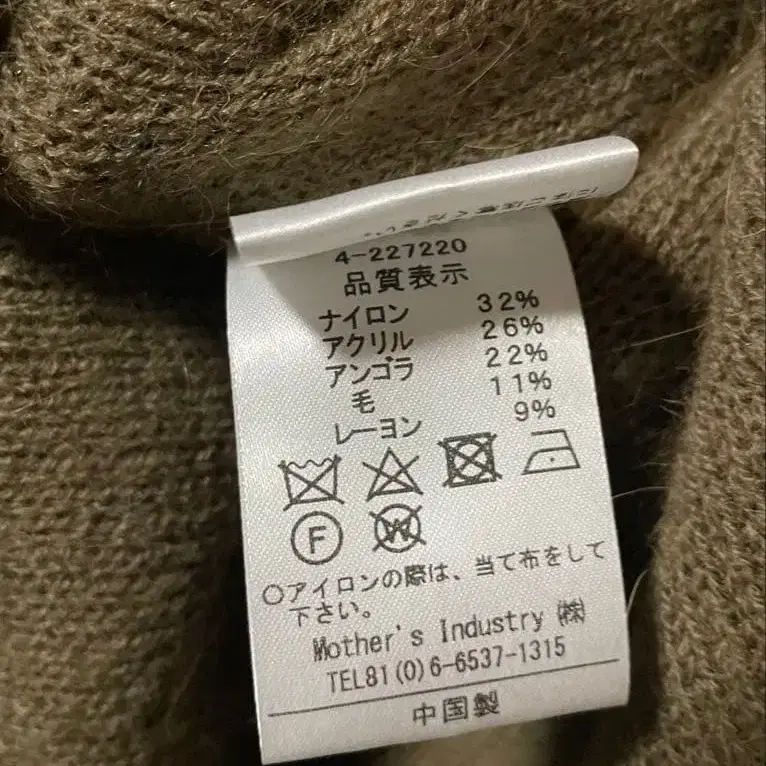 4-227220
品質表示
ナイロン 32%
アクリル 26%
アンゴラ 22%
毛 11%
レーヨン 9%
F W
○アイロンの際は、当て布をして
下さい。
Mother's Industry ㈱
TEL81(0)6-6537-1315
中国製